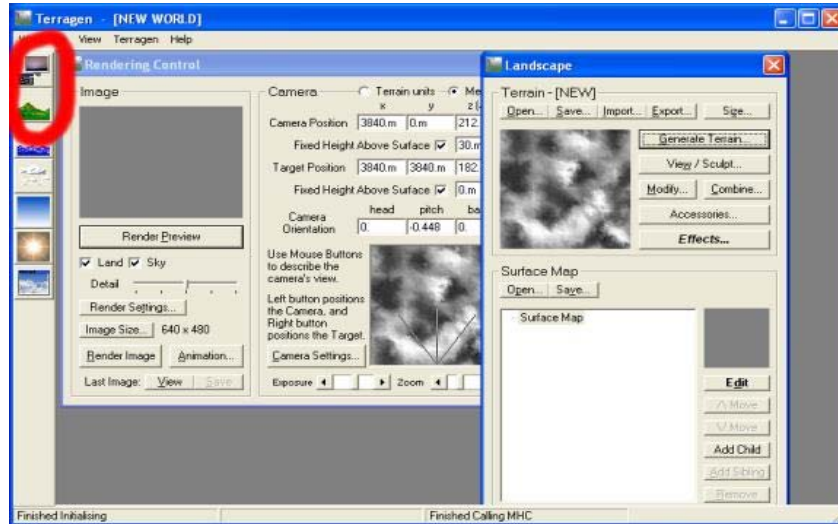 Terragen - [NEW WORLD]
View Terragen Help
Rendering Control
Image
Render Preview
Land Sky
Detail
Render Settings...
Image Size... 640 x 480
Render Image Animation...
Last Image: View Save
Camera Terrain units Me
x y z (
Camera Position 3840.m 0.m 212.
Fixed Height Above Surface 30.m
Target Position 3840.m 3840.m 182.
Fixed Height Above Surface 0.m
head pitch ba
Camera
Orientation 0. -0.448 0.
Use Mouse Buttons
to describe the
camera's view.
Left button positions
the Camera, and
Right button
positions the Target.
Camera Settings...
Exposure Zoom
Landscape
Terrain - [NEW]
Open... Save... Import... Export... Size...
Generate Terrain...
View / Sculpt...
Modify... Combine...
Accessories...
Effects...
Surface Map
Open... Save...
Surface Map
Edit
/\ Move
\/ Move
Add Child
Add Sibling
Remove
Finished Initialising Finished Calling MHC